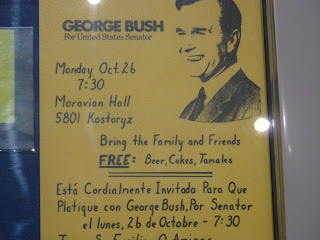 GEORGE BUSH
For United States Senator
Monday Oct. 26
7:30
Moravian Hall
5801 Kostoryz
Bring the Family and Friends
FREE: Beer, Cokes, Tamales
Está Cordialmente Invitado Para Que
Platique con George Bush, Por Senator
el lunes, 26 de Octobre - 7:30